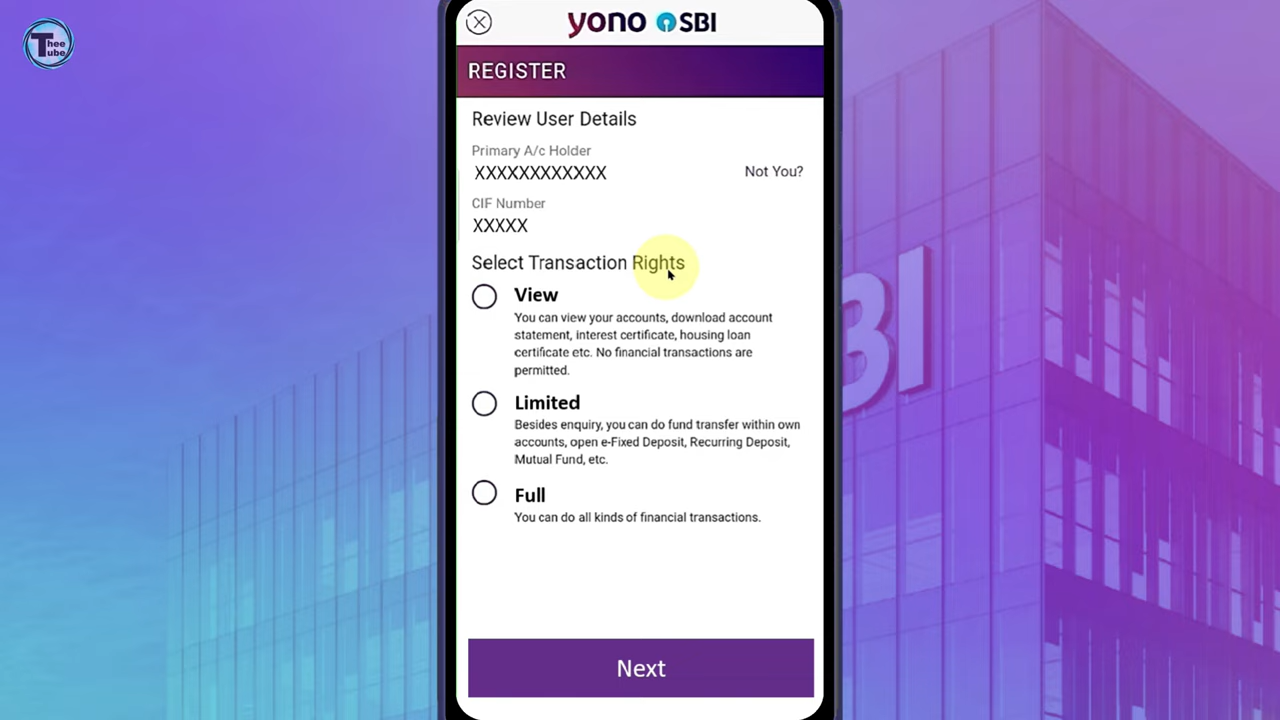 Thee
Tube
yono SBI
REGISTER
Review User Details
Primary A/c Holder
XXXXXXXXXXXX
Not You?
CIF Number
XXXXX
Select Transaction Rights
View
You can view your accounts, download account
statement, interest certificate, housing loan
certificate etc. No financial transactions are
permitted.
Limited
Besides enquiry, you can do fund transfer within own
accounts, open e-Fixed Deposit, Recurring Deposit,
Mutual Fund, etc.
Full
You can do all kinds of financial transactions.
Next
BI